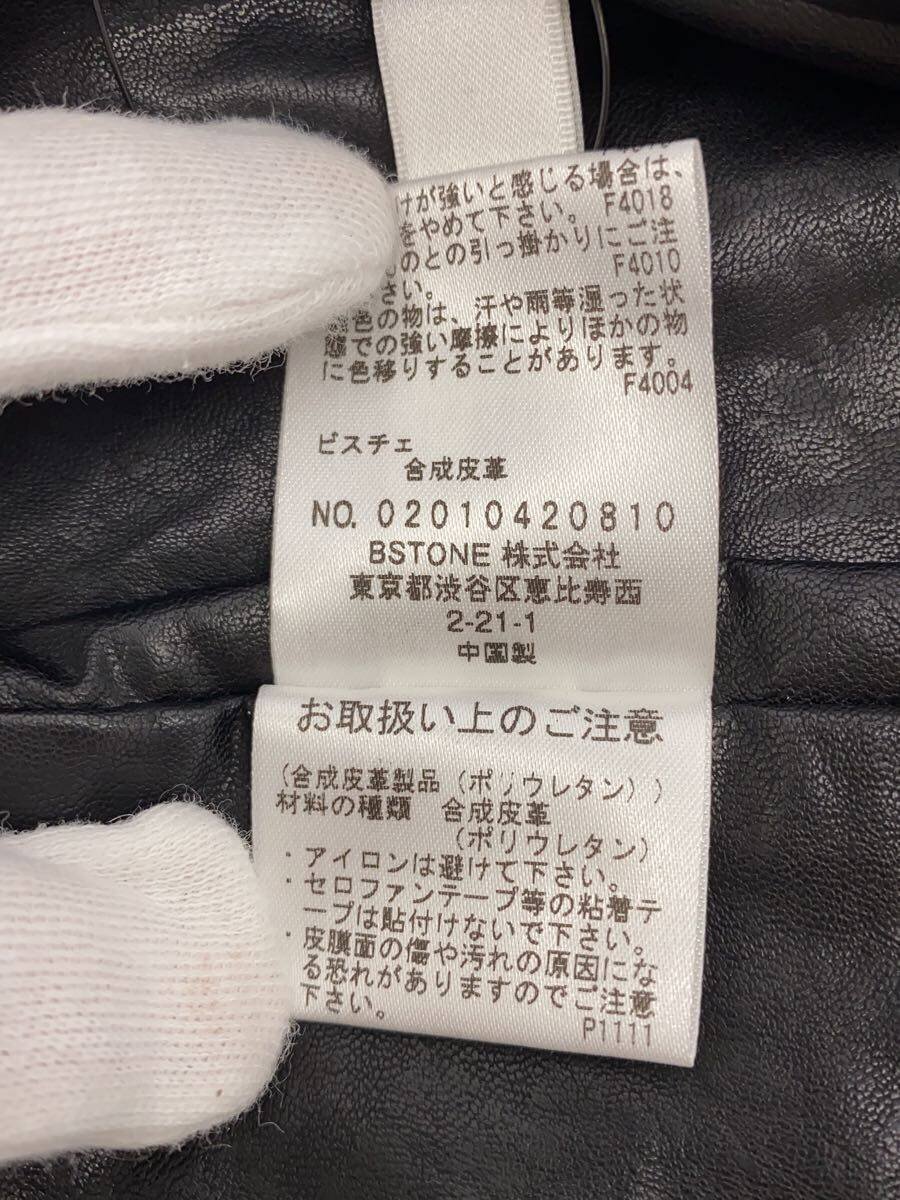 けが強いと感じる場合は、
をやめて下さい。 F4018
のとの引っ掛かりにご注
さい。 F4010
色の物は、汗や雨等湿った状
態での強い摩擦によりほかの物
に色移りすることがあります。
F4004
ビスチェ
合成皮革
NO. 02010420810
BSTONE 株式会社
東京都渋谷区恵比寿西
2-21-1
中国製
お取扱い上のご注意
(合成皮革製品(ポリウレタン))
材料の種類 合成皮革
(ポリウレタン)
・アイロンは避けて下さい。
・セロファンテープ等の粘着テ
ープは貼付けないで下さい。
・皮膜面の傷や汚れの原因にな
る恐れがありますのでご注意
下さい。
P1111